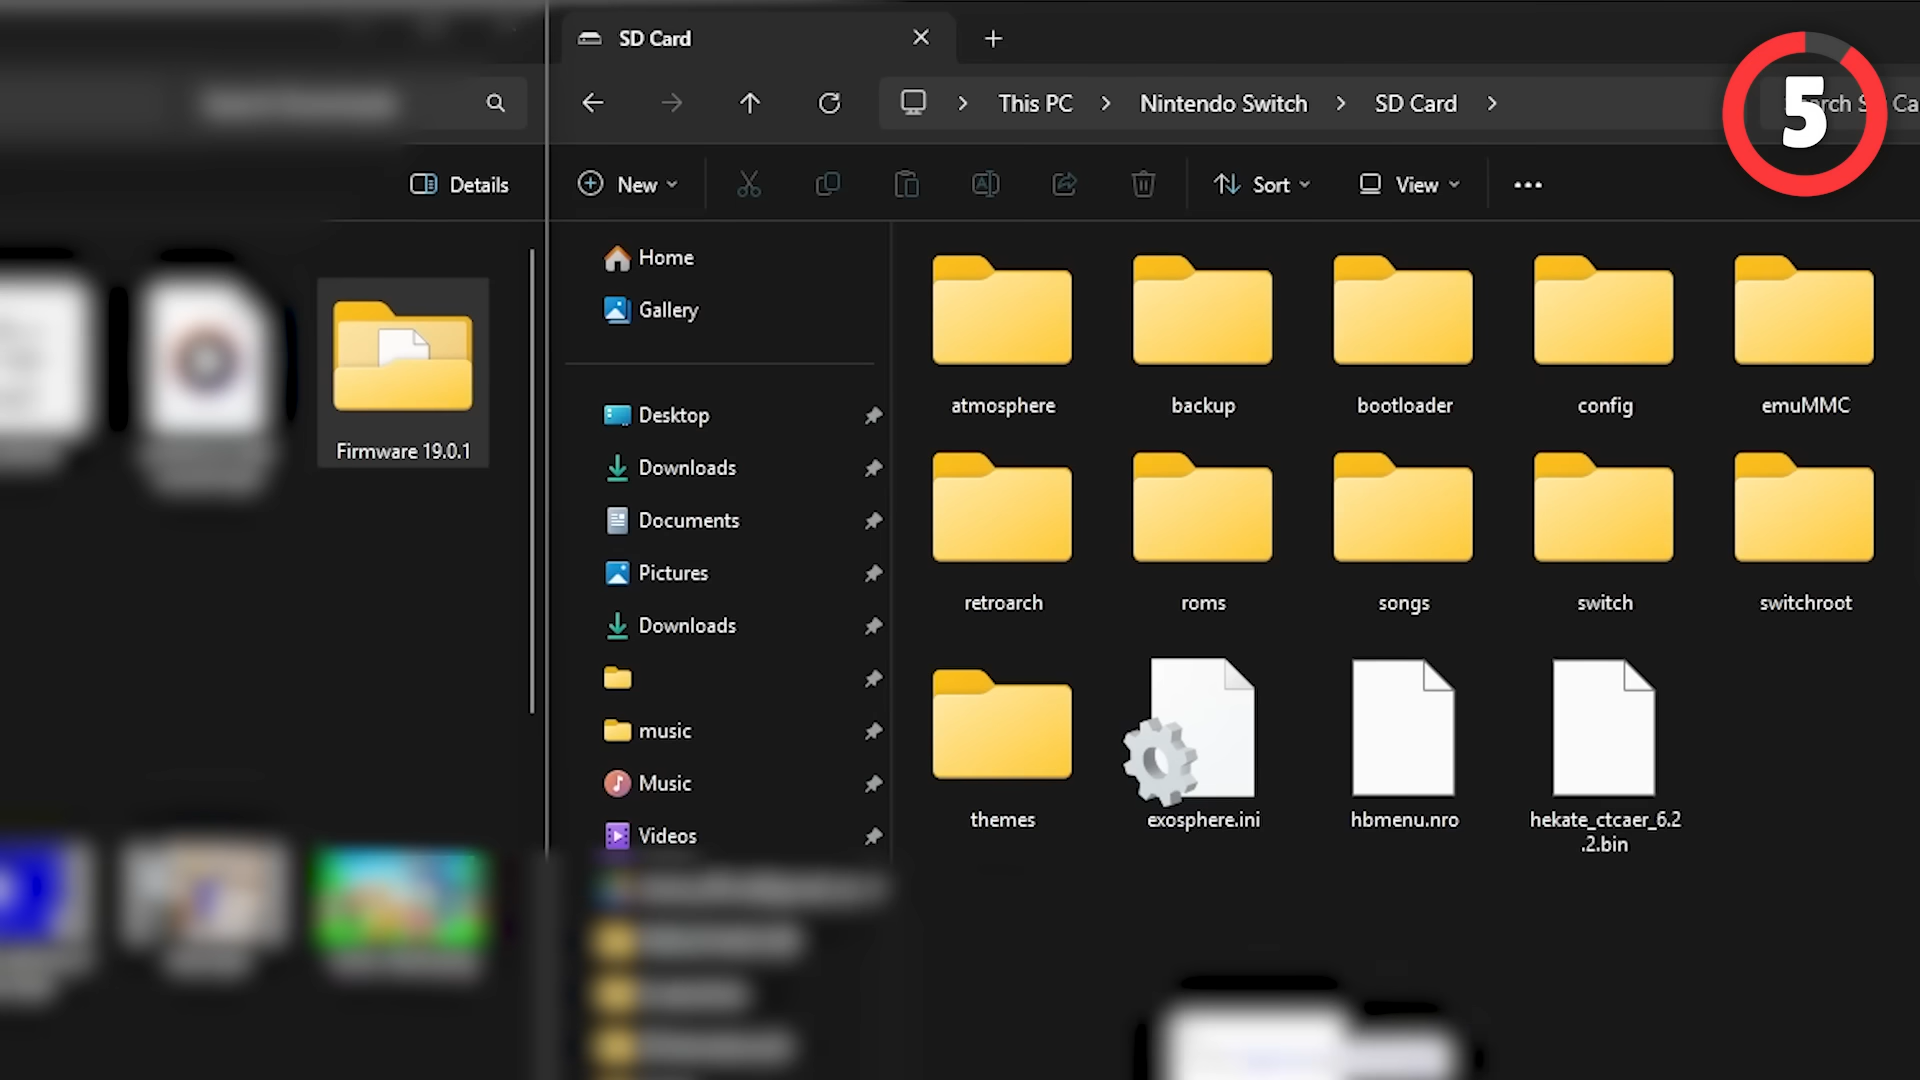 SD Card
This PC
Nintendo Switch
SD Card
5
Details
New
Sort
View
Firmware 19.0.1
Home
Gallery
Desktop
Downloads
Documents
Pictures
Downloads
music
Music
Videos
atmosphere
backup
bootloader
config
emuMMC
retroarch
roms
songs
switch
switchroot
themes
exosphere.ini
hbmenu.nro
hekate_ctcaer_6.2
.2.bin